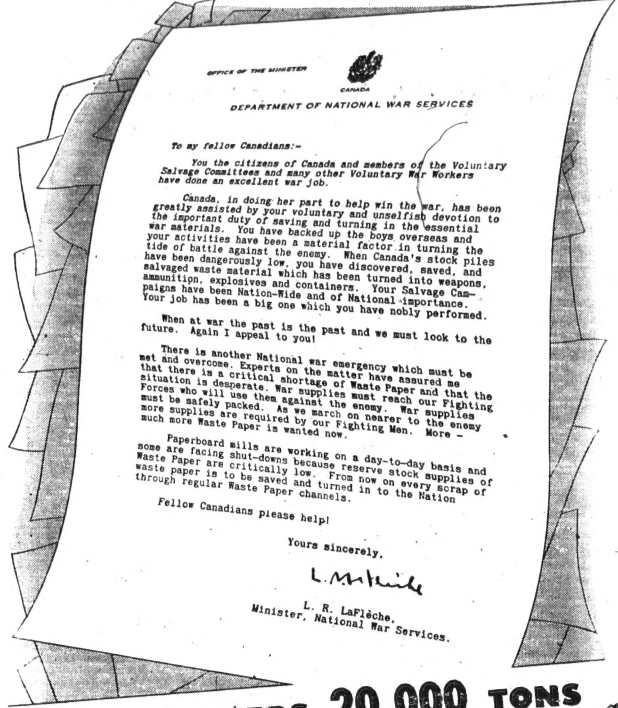 OFFICE OF THE MINISTER
CANADA
DEPARTMENT OF NATIONAL WAR SERVICES
To my fellow Canadians:-
You the citizens of Canada and members of the Voluntary
Salvage Committees and many other Voluntary War Workers
have done an excellent war job.
Canada, in doing her part to help win the war, has been
greatly assisted by your voluntary and unselfish devotion to
the important duty of saving and turning in the essential
war materials. You have backed up the boys overseas and
your activities have been a material factor in turning the
tide of battle against the enemy. When Canada's stock piles
have been dangerously low, you have discovered, saved, and
salvaged waste material which has been turned into weapons,
ammunition, explosives and containers. Your Salvage Cam-
paigns have been Nation-Wide and of National importance.
Your job has been a big one which you have nobly performed.
When at war the past is the past and we must look to the
future. Again I appeal to you!
There is another National war emergency which must be
met and overcome. Experts on the matter have assured me
that there is a critical shortage of Waste Paper and that the
situation is desperate. War supplies must reach our Fighting
Forces who will use them against the enemy. War supplies
must be safely packed. As we march on nearer to the enemy
more supplies are required by our Fighting Men. More -
much more Waste Paper is wanted now.
Paperboard mills are working on a day-to-day basis and
some are facing shut-downs because reserve stock supplies of
Waste Paper are critically low. From now on every scrap of
waste paper is to be saved and turned in to the Nation
through regular Waste Paper channels.
Fellow Canadians please help!
Yours sincerely,
L. R. LaFlèche,
Minister, National War Services.
20,000 TONS